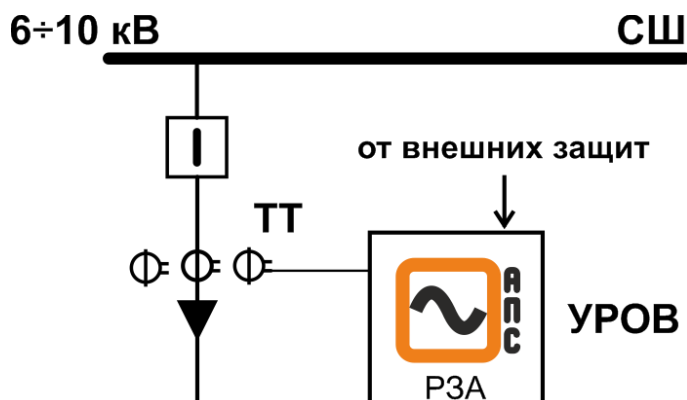 6÷10 кВ
СШ
от внешних защит
ТТ
АПС
УРОВ
РЗА